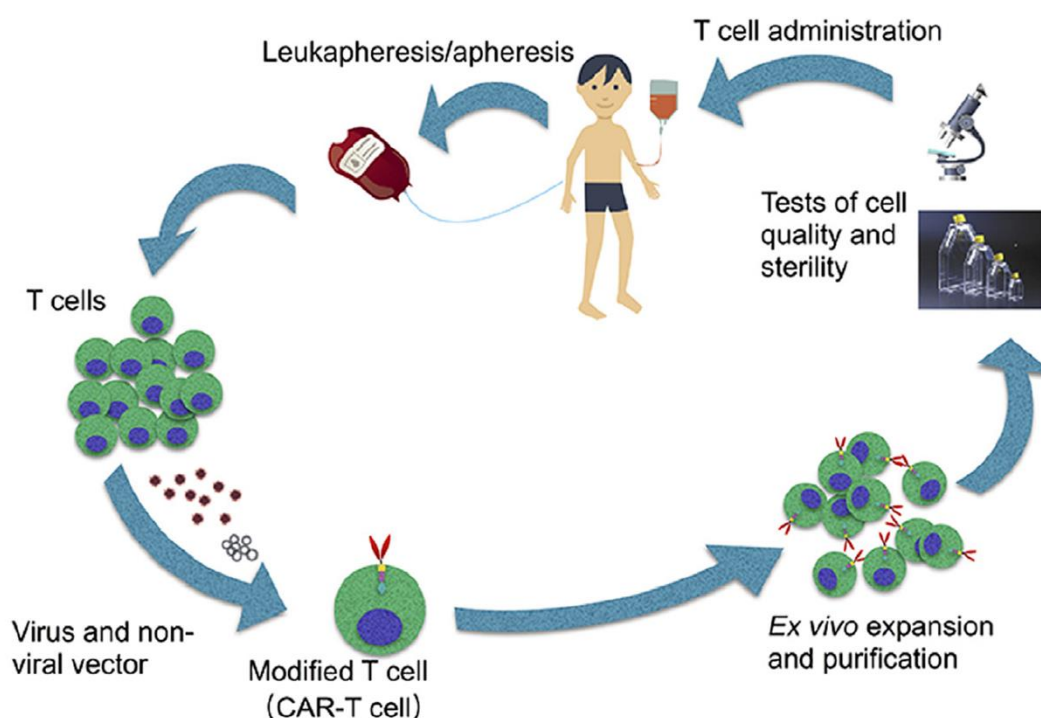 T cell administration
Leukapheresis/apheresis
Tests of cell
quality and
sterility
T cells
Virus and non-
viral vector
Modified T cell
(CAR-T cell)
Ex vivo expansion
and purification